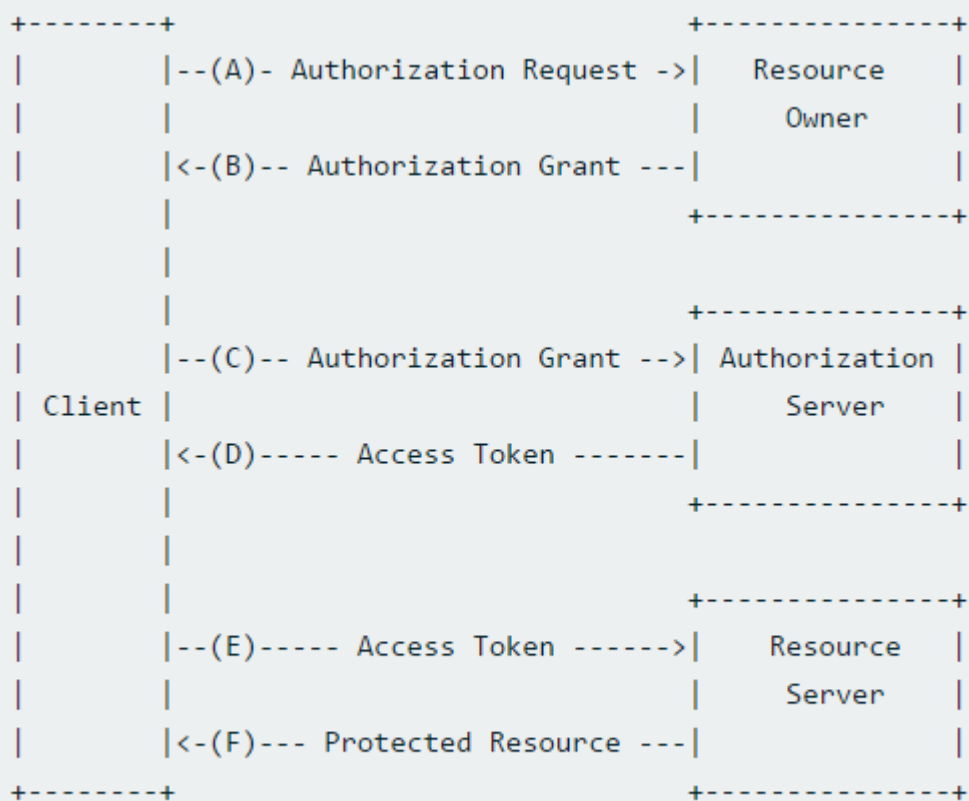 +--------+                               +---------------+
|        |--(A)- Authorization Request ->|   Resource    |
|        |                               |     Owner     |
|        |<-(B)-- Authorization Grant ---|               |
|        |                               +---------------+
|        |
|        |                               +---------------+
|        |--(C)-- Authorization Grant -->| Authorization |
| Client |                               |     Server    |
|        |<-(D)----- Access Token -------|               |
|        |                               +---------------+
|        |
|        |                               +---------------+
|        |--(E)----- Access Token ------>|    Resource   |
|        |                               |     Server    |
|        |<-(F)--- Protected Resource ---|               |
+--------+                               +---------------+